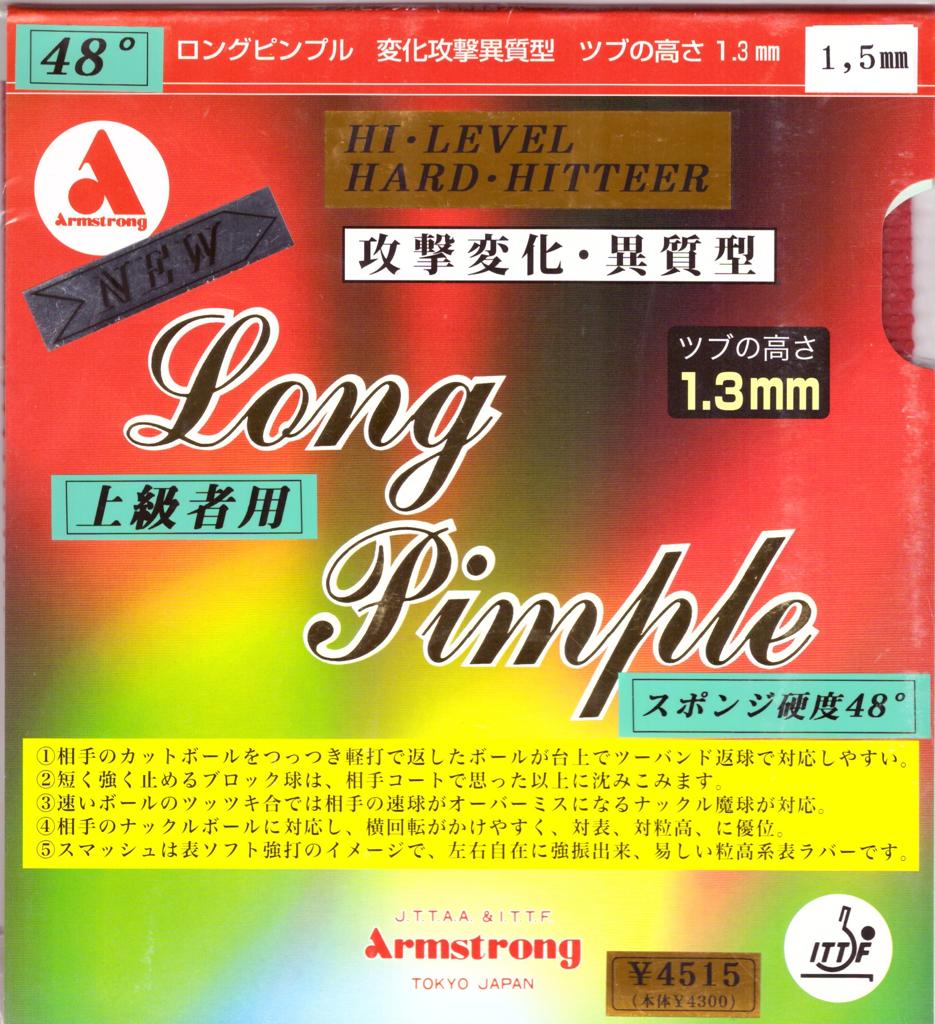 48°
ロングピンプル 変化攻撃異質型 ツブの高さ 1.3 mm
1,5mm
HI・LEVEL
HARD・HITTEER
Armstrong
攻撃変化・異質型
NEW
ツブの高さ
1.3mm
Long
上級者用
Pimple
スポンジ硬度48°
①相手のカットボールをつっつき軽打で返したボールが台上でツーバンド返球で対応しやすい。
②短く強く止めるブロック球は、相手コートで思った以上に沈みこみます。
③速いボールのツッツキ合では相手の速球がオーバーミスになるナックル魔球が対応。
④相手のナックルボールに対応し、横回転がかけやすく、対表、対粒高、に優位。
⑤スマッシュは表ソフト強打のイメージで、左右自在に強振出来、易しい粒高系表ラバーです。
J.T.T.A.A. & I.T.T.F.
Armstrong
TOKYO JAPAN
ITTF
¥4515
(本体¥4300)